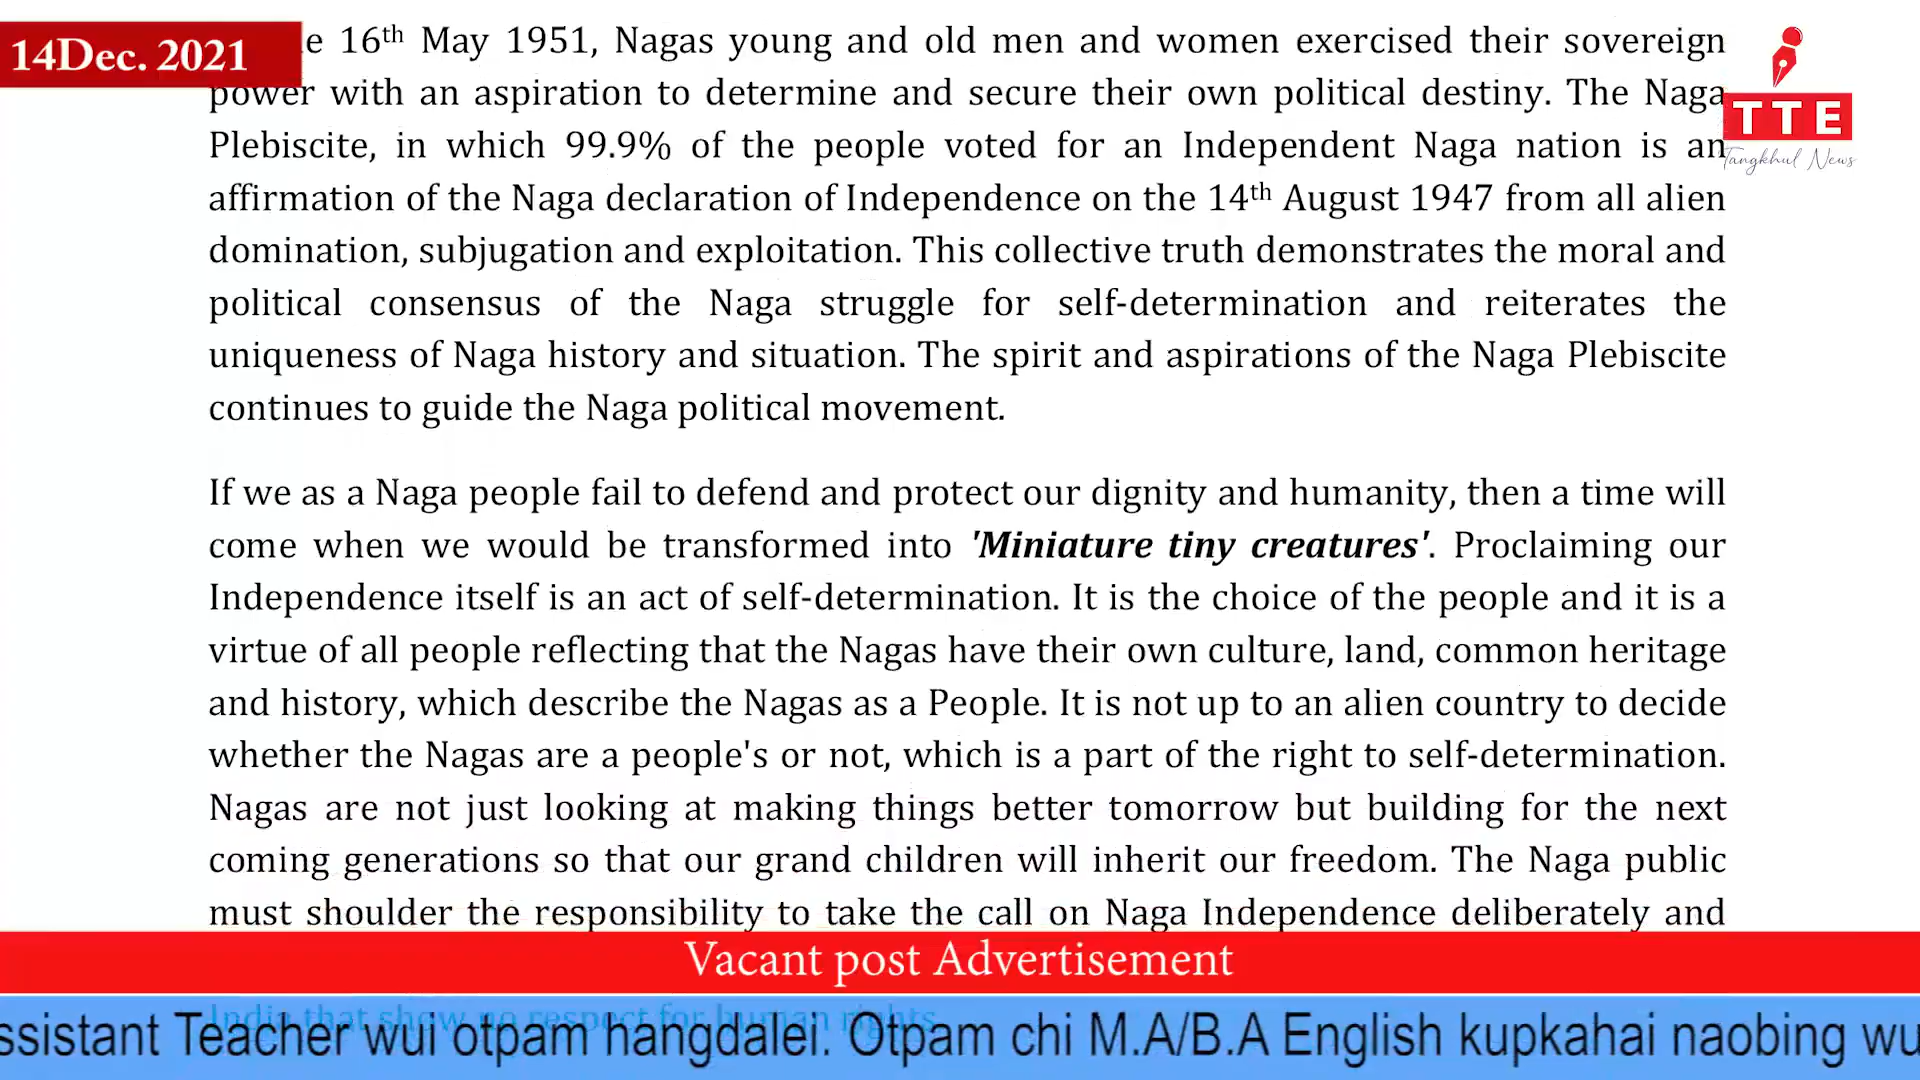 14Dec. 2021
e 16th May 1951, Nagas young and old men and women exercised their sovereign
power with an aspiration to determine and secure their own political destiny. The Naga
Plebiscite, in which 99.9% of the people voted for an Independent Naga nation is an
affirmation of the Naga declaration of Independence on the 14th August 1947 from all alien
domination, subjugation and exploitation. This collective truth demonstrates the moral and
political consensus of the Naga struggle for self-determination and reiterates the
uniqueness of Naga history and situation. The spirit and aspirations of the Naga Plebiscite
continues to guide the Naga political movement.
TTE
Tangkhul News
If we as a Naga people fail to defend and protect our dignity and humanity, then a time will
come when we would be transformed into 'Miniature tiny creatures'. Proclaiming our
Independence itself is an act of self-determination. It is the choice of the people and it is a
virtue of all people reflecting that the Nagas have their own culture, land, common heritage
and history, which describe the Nagas as a People. It is not up to an alien country to decide
whether the Nagas are a people's or not, which is a part of the right to self-determination.
Nagas are not just looking at making things better tomorrow but building for the next
coming generations so that our grand children will inherit our freedom. The Naga public
must shoulder the responsibility to take the call on Naga Independence deliberately and
Vacant post Advertisement
India that show no respect for human rights.
ssistant Teacher wui otpam hangdalei. Otpam chi M.A/B.A English kupkahai naobing wu